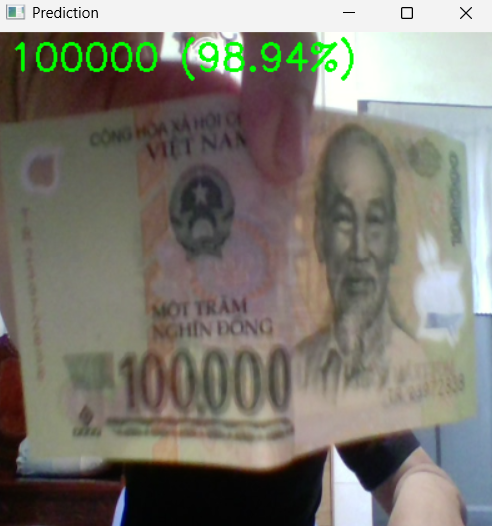 Prediction
100000 (98.94%)
CỘNG HÒA XÃ HỘI C
VIỆT NAM
MỘT TRĂM
NGHÌN ĐỒNG
100.000